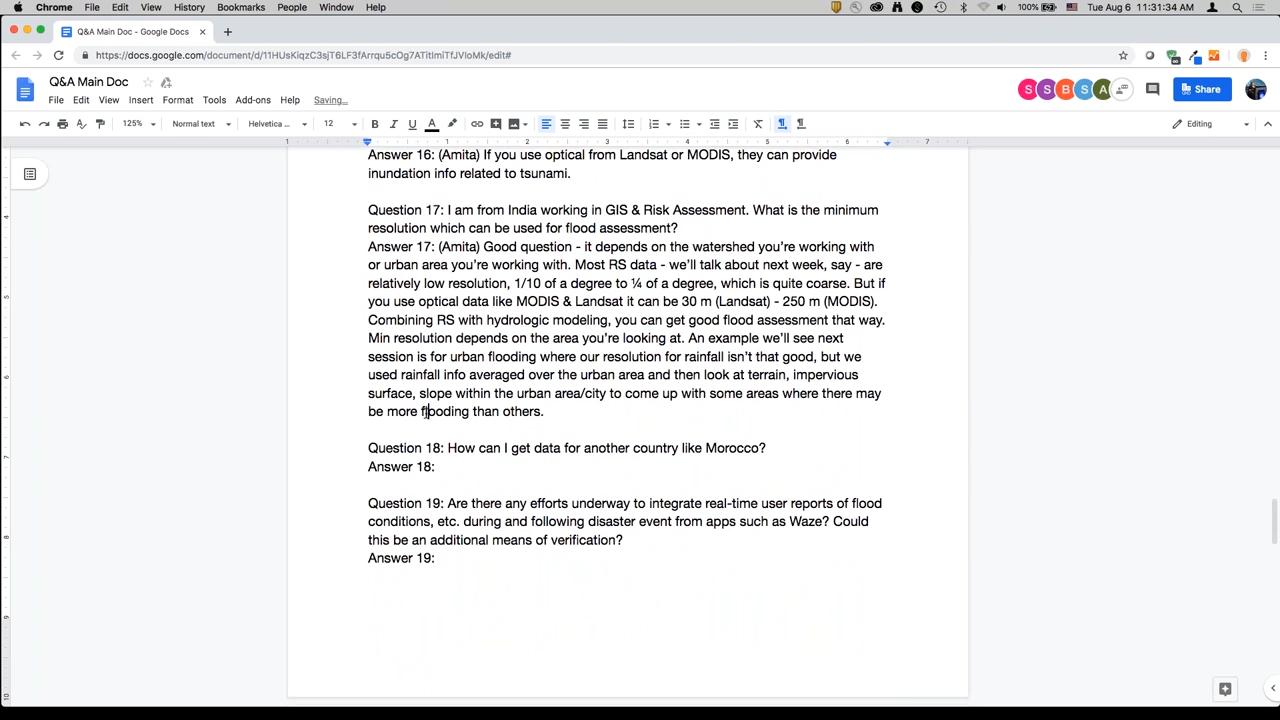 Chrome File Edit View History Bookmarks People Window Help 100% Tue Aug 6 11:31:34 AM
Q&A Main Doc - Google Docs
https://docs.google.com/document/d/11HUsKiqzC3sjT6LF3fArrqu5cOg7ATitlmiTfJVloMk/edit#
Q&A Main Doc
File Edit View Insert Format Tools Add-ons Help Saving...
S S B S A Share
125% Normal text Helvetica ... 12 B I U A Editing
1 1 2 3 4 5 6 7
Answer 16: (Amita) If you use optical from Landsat or MODIS, they can provide
inundation info related to tsunami.
Question 17: I am from India working in GIS & Risk Assessment. What is the minimum
resolution which can be used for flood assessment?
Answer 17: (Amita) Good question - it depends on the watershed you're working with
or urban area you're working with. Most RS data - we'll talk about next week, say - are
relatively low resolution, 1/10 of a degree to ¼ of a degree, which is quite coarse. But if
you use optical data like MODIS & Landsat it can be 30 m (Landsat) - 250 m (MODIS).
Combining RS with hydrologic modeling, you can get good flood assessment that way.
Min resolution depends on the area you're looking at. An example we'll see next
session is for urban flooding where our resolution for rainfall isn't that good, but we
used rainfall info averaged over the urban area and then look at terrain, impervious
surface, slope within the urban area/city to come up with some areas where there may
be more flooding than others.
Question 18: How can I get data for another country like Morocco?
Answer 18:
Question 19: Are there any efforts underway to integrate real-time user reports of flood
conditions, etc. during and following disaster event from apps such as Waze? Could
this be an additional means of verification?
Answer 19: